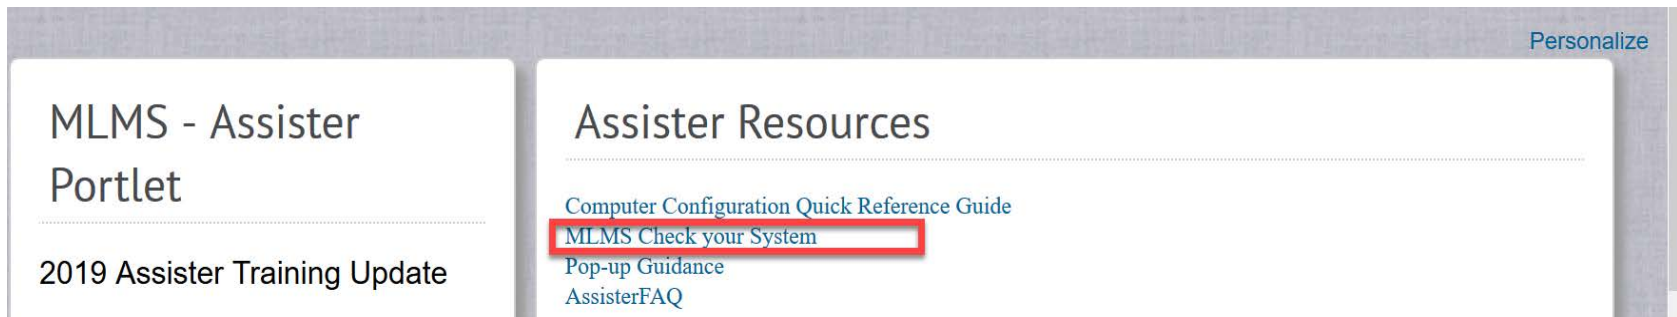 Personalize
MLMS - Assister
Portlet
2019 Assister Training Update
Assister Resources
Computer Configuration Quick Reference Guide
MLMS Check your System
Pop-up Guidance
AssisterFAQ